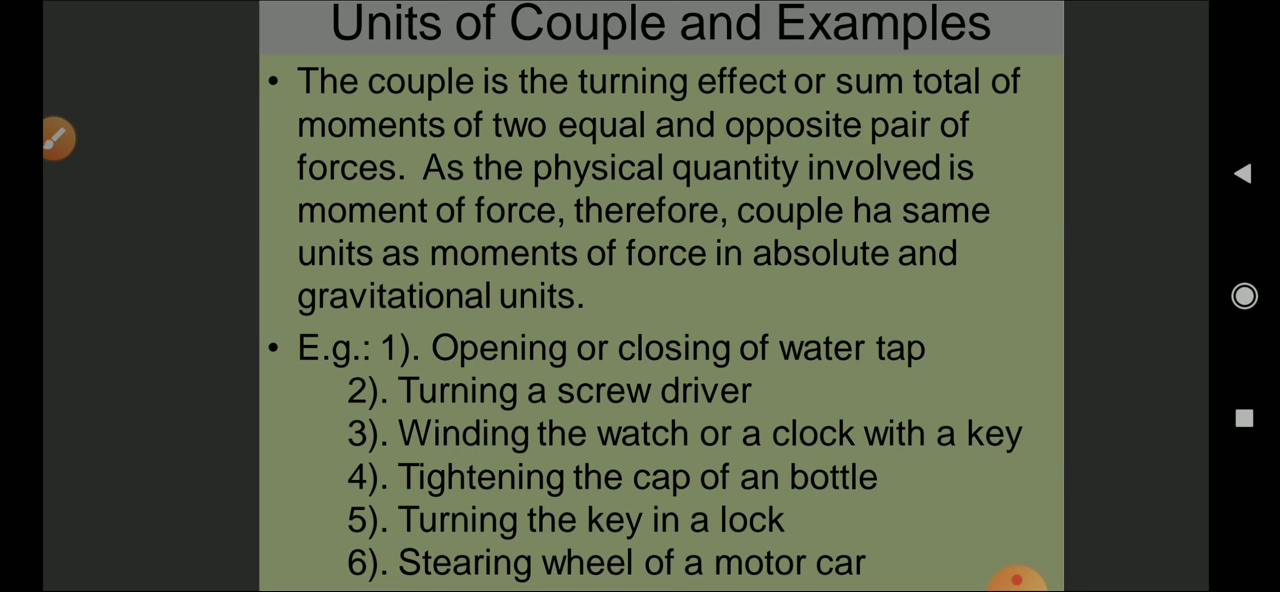 Units of Couple and Examples
• The couple is the turning effect or sum total of
moments of two equal and opposite pair of
forces.  As the physical quantity involved is
moment of force, therefore, couple ha same
units as moments of force in absolute and
gravitational units.
• E.g.: 1). Opening or closing of water tap
2). Turning a screw driver
3). Winding the watch or a clock with a key
4). Tightening the cap of an bottle
5). Turning the key in a lock
6). Stearing wheel of a motor car